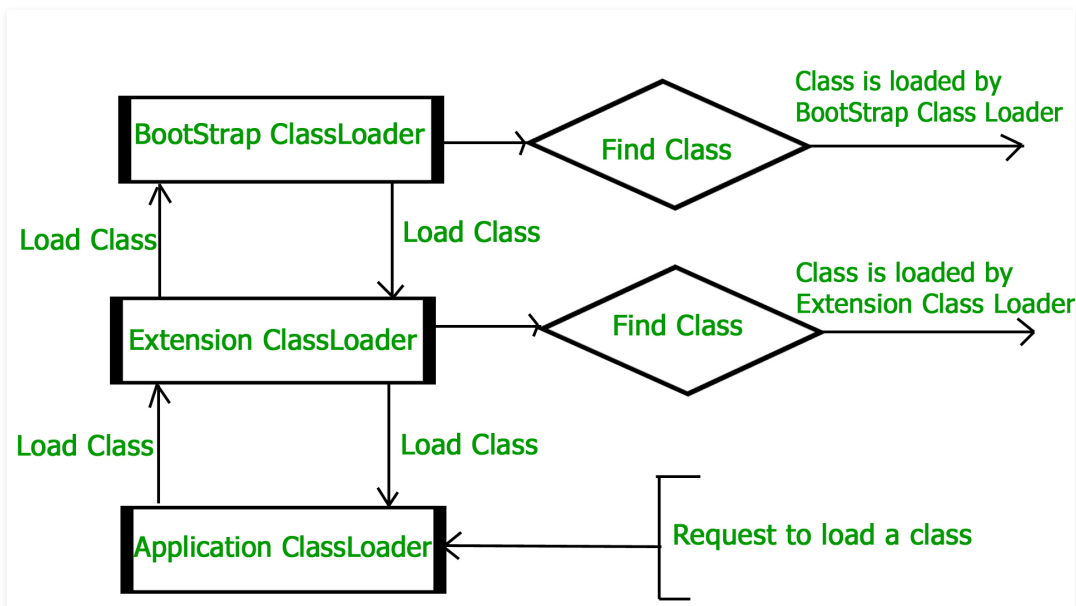 Class is loaded by
BootStrap Class Loader
BootStrap ClassLoader
Find Class
Load Class
Load Class
Class is loaded by
Extension Class Loader
Extension ClassLoader
Find Class
Load Class
Load Class
Application ClassLoader
Request to load a class